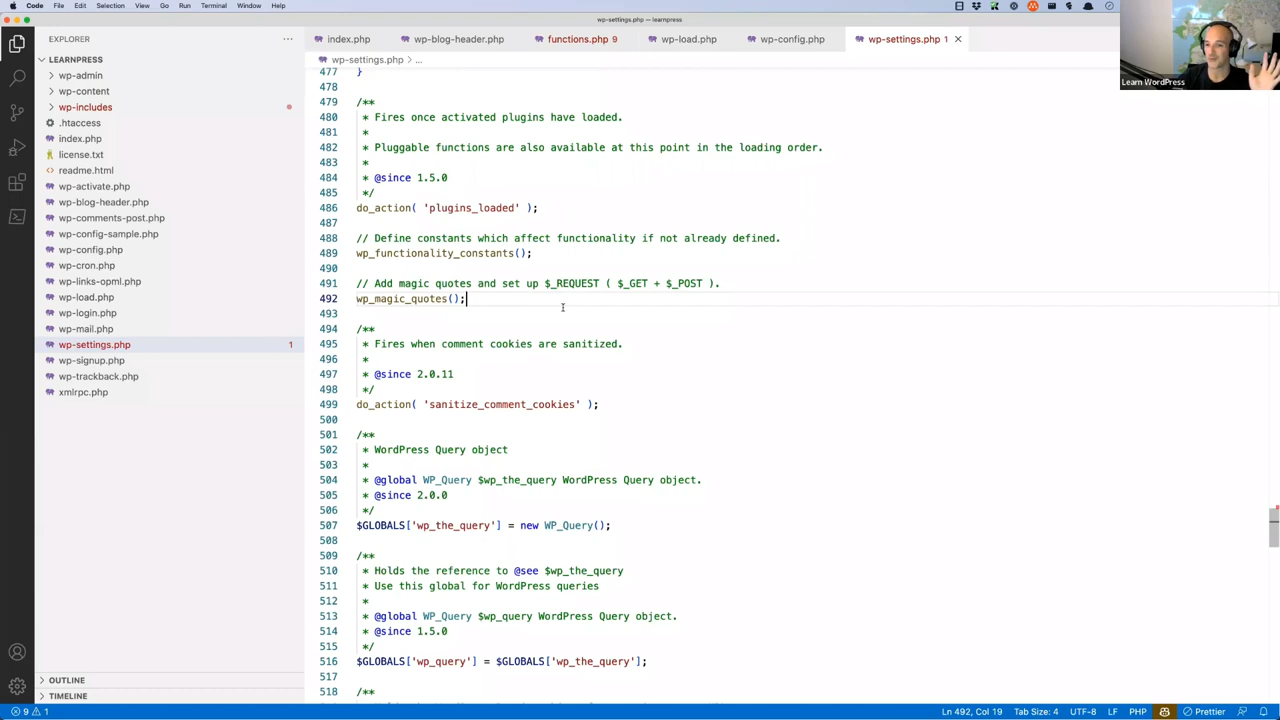 Code File Edit Selection View Go Run Terminal Window Help
wp-settings.php — learnpress
EXPLORER
index.php wp-blog-header.php functions.php 9 wp-load.php wp-config.php wp-settings.php 1
LEARNPRESS
wp-admin
wp-content
wp-includes
.htaccess
index.php
license.txt
readme.html
wp-activate.php
wp-blog-header.php
wp-comments-post.php
wp-config-sample.php
wp-config.php
wp-cron.php
wp-links-opml.php
wp-load.php
wp-login.php
wp-mail.php
wp-settings.php 1
wp-signup.php
wp-trackback.php
xmlrpc.php
OUTLINE
TIMELINE
wp-settings.php > ...
477 }
478
479 /**
480 * Fires once activated plugins have loaded.
481 *
482 * Pluggable functions are also available at this point in the loading order.
483 *
484 * @since 1.5.0
485 */
486 do_action( 'plugins_loaded' );
487
488 // Define constants which affect functionality if not already defined.
489 wp_functionality_constants();
490
491 // Add magic quotes and set up $_REQUEST ( $_GET + $_POST ).
492 wp_magic_quotes();
493
494 /**
495 * Fires when comment cookies are sanitized.
496 *
497 * @since 2.0.11
498 */
499 do_action( 'sanitize_comment_cookies' );
500
501 /**
502 * WordPress Query object
503 *
504 * @global WP_Query $wp_the_query WordPress Query object.
505 * @since 2.0.0
506 */
507 $GLOBALS['wp_the_query'] = new WP_Query();
508
509 /**
510 * Holds the reference to @see $wp_the_query
511 * Use this global for WordPress queries
512 *
513 * @global WP_Query $wp_query WordPress Query object.
514 * @since 1.5.0
515 */
516 $GLOBALS['wp_query'] = $GLOBALS['wp_the_query'];
517
518 /**
Learn WordPress
9 1 Ln 492, Col 19 Tab Size: 4 UTF-8 LF PHP Prettier